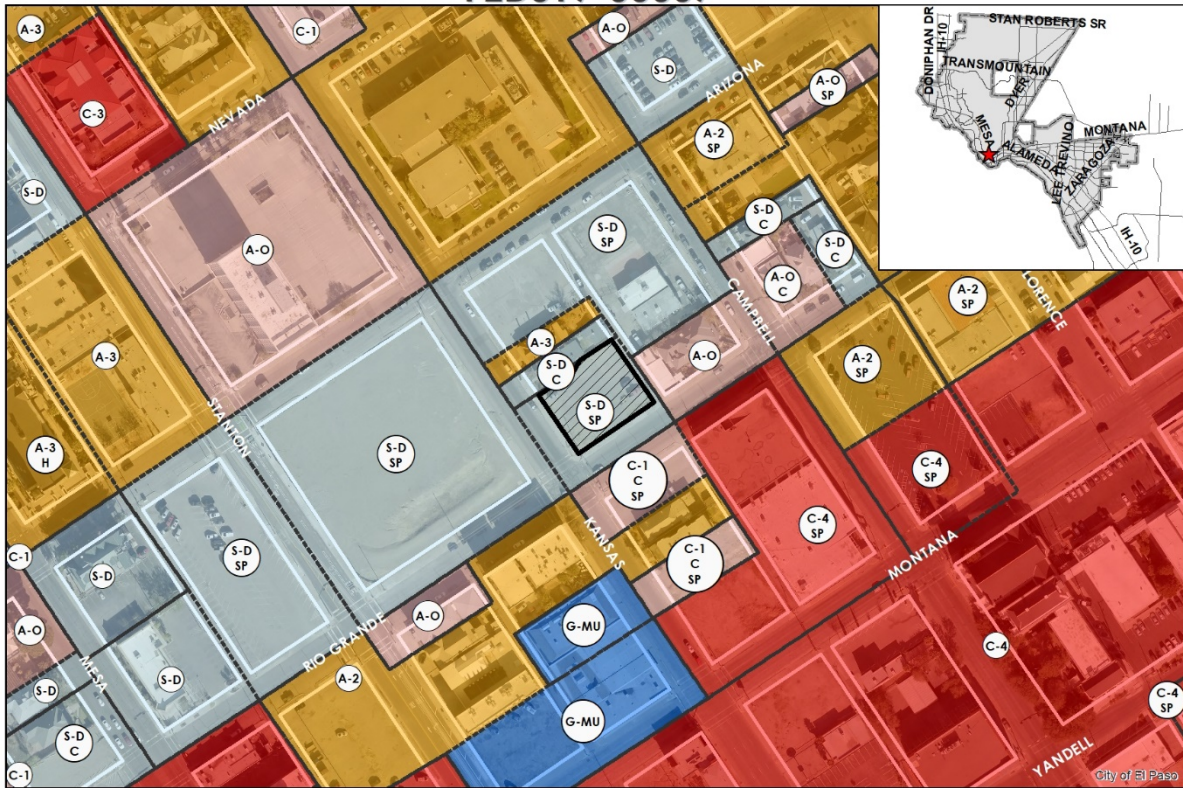 A-3
C-1
A-O
S-D
ARIZONA
A-O
SP
C-3
NEVADA
A-2
SP
S-D
S-D
SP
S-D
C
S-D
C
A-O
A-O
C
CAMPBELL
A-2
SP
FLORENCE
A-3
A-3
S-D
C
A-O
A-2
SP
STANTON
S-D
SP
S-D
SP
A-3
H
C-1
C
SP
C-4
SP
C-4
SP
KANSAS
MONTANA
C-1
S-D
SP
C-1
C
SP
S-D
A-O
G-MU
A-O
RIO GRANDE
MESA
S-D
S-D
A-2
C-4
S-D
C
G-MU
C-4
SP
C-1
YANDELL
City of El Paso
DONIPHAN DR
IH-10
STAN ROBERTS SR
TRANSMOUNTAIN
DYER
MESA
MONTANA
ALAMEDA
LEE TREVINO
ZARAGOZA
IH-10